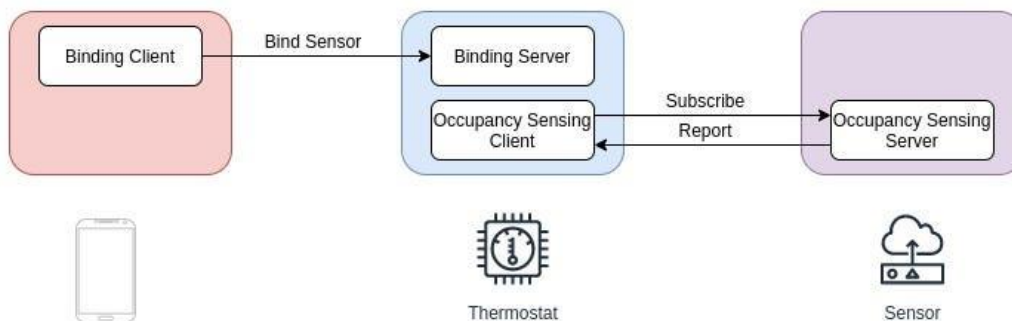 Binding Client
Bind Sensor
Binding Server
Occupancy Sensing
Client
Subscribe
Report
Occupancy Sensing
Server
Thermostat
Sensor